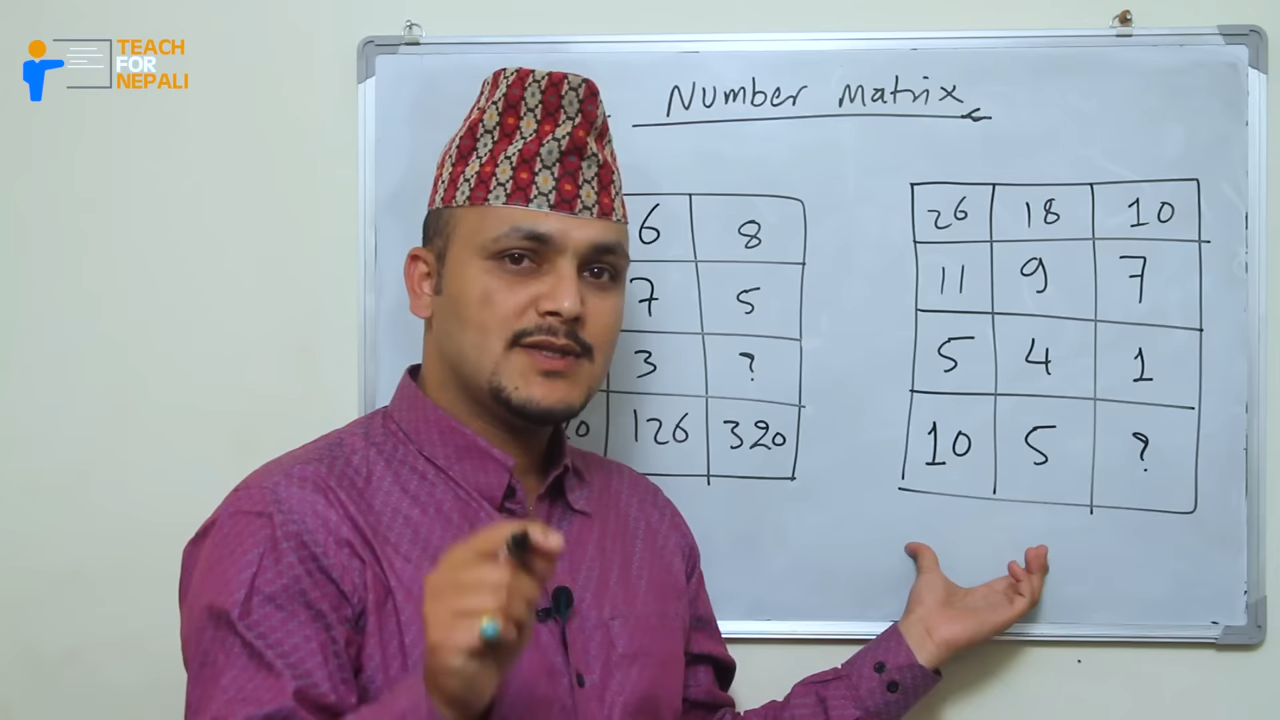 TEACH
FOR
NEPALI
Number Matrix
6 8
7 5
3 ?
126 320
26 18 10
11 9 7
5 4 1
10 5 ?